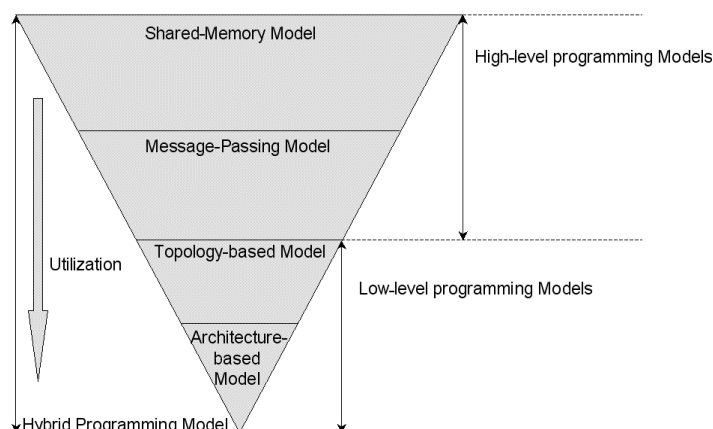 Shared-Memory Model
High-level programming Models
Message-Passing Model
Topology-based Model
Utilization
Low-level programming Models
Architecture-
based
Model
Hybrid Programming Model